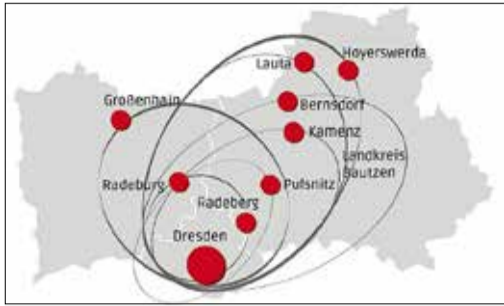 Hoyerswerda
Lauta
Großenhain
Bernsdorf
Kamenz
Landkreis
Bautzen
Radeburg
Pulsnitz
Radeberg
Dresden